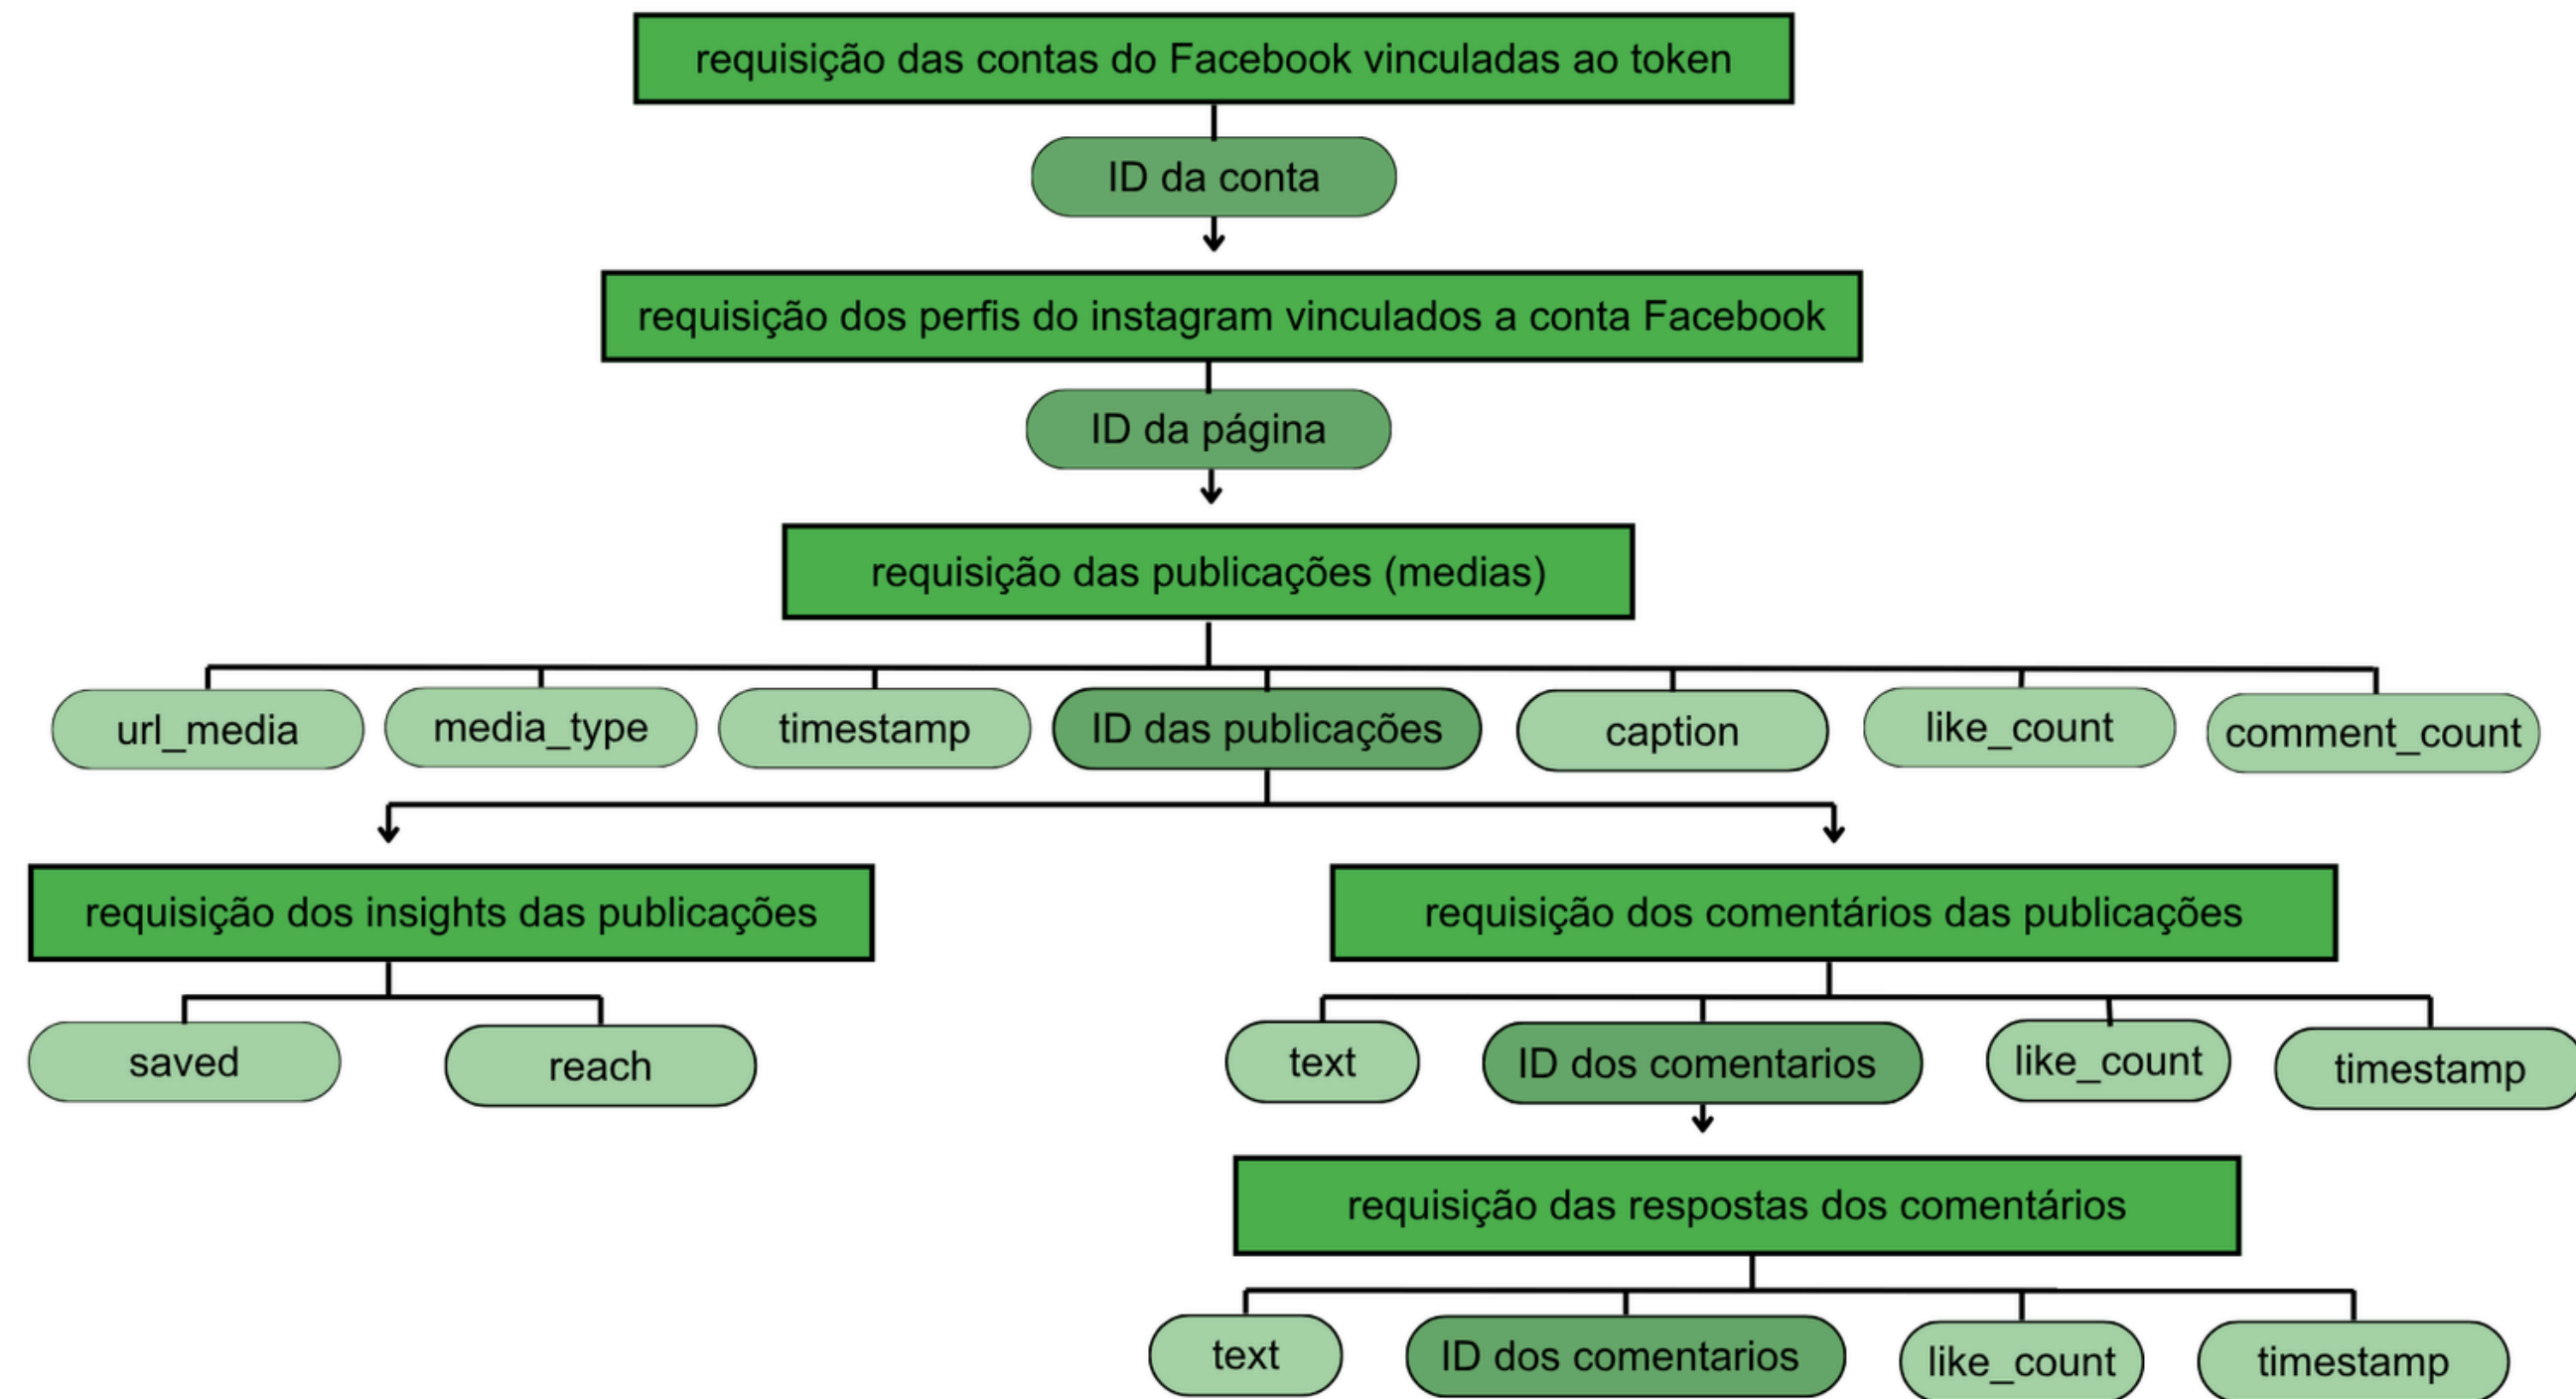 requisição das contas do Facebook vinculadas ao token
ID da conta
requisição dos perfis do instagram vinculados a conta Facebook
ID da página
requisição das publicações (medias)
url_media
media_type
timestamp
ID das publicações
caption
like_count
comment_count
requisição dos insights das publicações
requisição dos comentários das publicações
saved
reach
text
ID dos comentarios
like_count
timestamp
requisição das respostas dos comentários
text
ID dos comentarios
like_count
timestamp